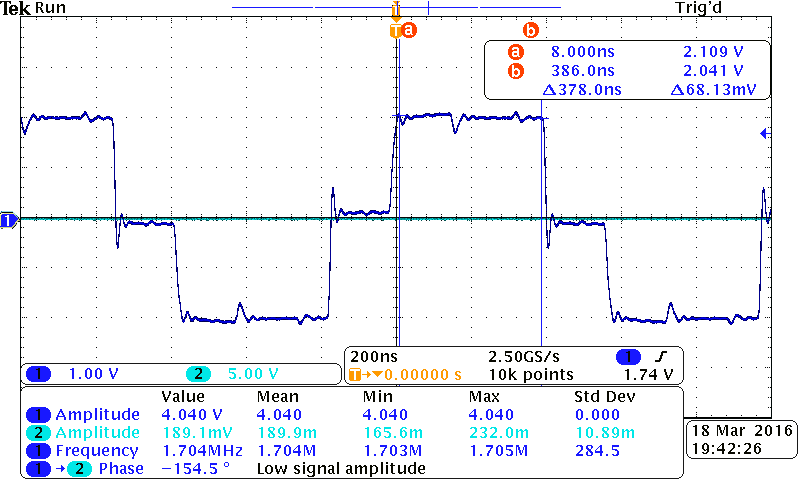 Tek Run Trig'd
T
T a b
a 8.000ns 2.109 V
b 386.0ns 2.041 V
Δ378.0ns Δ68.13mV
1
1 1.00 V 2 5.00 V
200ns 2.50GS/s 1
T→▼0.00000 s 10k points 1.74 V
Value Mean Min Max Std Dev
1 Amplitude 4.040 V 4.040 4.040 4.040 0.000
2 Amplitude 189.1mV 189.9m 165.6m 232.0m 10.89m
1 Frequency 1.704MHz 1.704M 1.703M 1.705M 284.5
1 →2 Phase −154.5 ° Low signal amplitude
18 Mar 2016
19:42:26